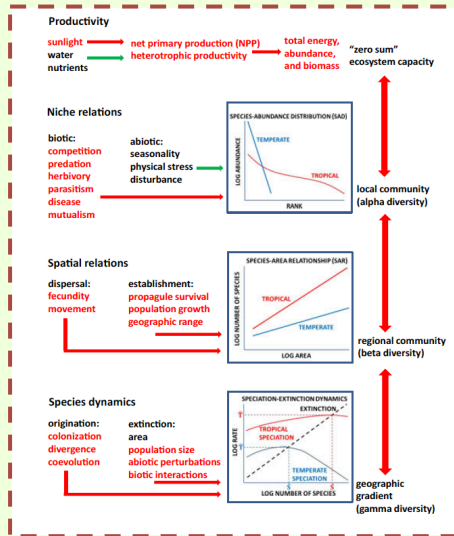 Productivity
sunlight
water
nutrients
net primary production (NPP)
heterotrophic productivity
total energy,
abundance,
and biomass
“zero sum”
ecosystem capacity
Niche relations
biotic:
competition
predation
herbivory
parasitism
disease
mutualism
abiotic:
seasonality
physical stress
disturbance
SPECIES-ABUNDANCE DISTRIBUTION (SAD)
LOG ABUNDANCE
TEMPERATE
TROPICAL
RANK
local community
(alpha diversity)
Spatial relations
dispersal:
fecundity
movement
establishment:
propagule survival
population growth
geographic range
SPECIES-AREA RELATIONSHIP (SAR)
LOG NUMBER OF SPECIES
TROPICAL
TEMPERATE
LOG AREA
regional community
(beta diversity)
Species dynamics
origination:
colonization
divergence
coevolution
extinction:
area
population size
abiotic perturbations
biotic interactions
SPECIATION-EXTINCTION DYNAMICS
EXTINCTION
LOG RATE
TROPICAL
SPECIATION
TEMPERATE
SPECIATION
LOG NUMBER OF SPECIES
geographic
gradient
(gamma diversity)